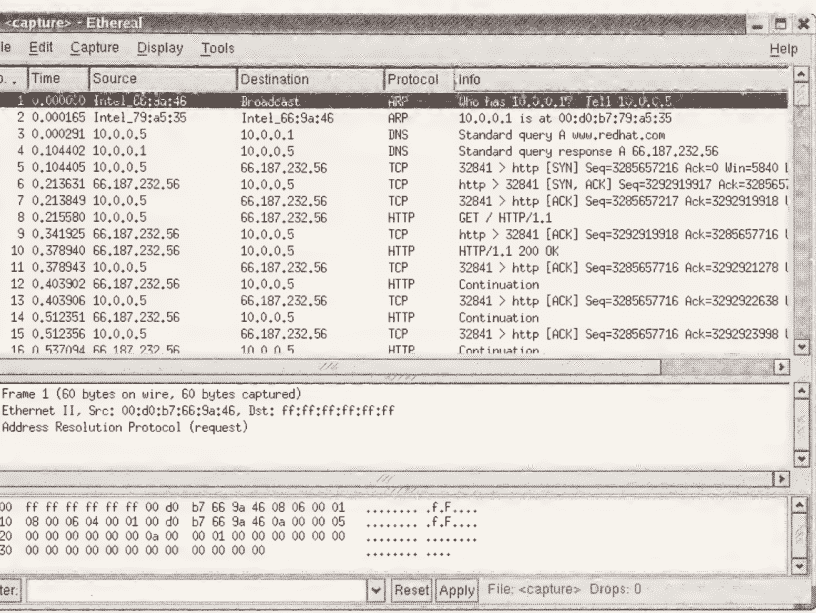 <capture> - Ethereal
le Edit Capture Display Tools Help
Time Source Destination Protocol Info
1 0.000000 Intel_66:9a:46 Broadcast ARP Who has 10.0.0.1? Tell 10.0.0.5
2 0.000165 Intel_79:a5:35 Intel_66:9a:46 ARP 10.0.0.1 is at 00:d0:b7:79:a5:35
3 0.000291 10.0.0.5 10.0.0.1 DNS Standard query A www.redhat.com
4 0.104402 10.0.0.1 10.0.0.5 DNS Standard query response A 66.187.232.56
5 0.104405 10.0.0.5 66.187.232.56 TCP 32841 > http [SYN] Seq=3285657216 Ack=0 Win=5840 L
6 0.213631 66.187.232.56 10.0.0.5 TCP http > 32841 [SYN, ACK] Seq=3292919917 Ack=3285657
7 0.213849 10.0.0.5 66.187.232.56 TCP 32841 > http [ACK] Seq=3285657217 Ack=3292919918 L
8 0.215580 10.0.0.5 66.187.232.56 HTTP GET / HTTP/1.1
9 0.341925 66.187.232.56 10.0.0.5 TCP http > 32841 [ACK] Seq=3292919918 Ack=3285657716 L
10 0.378940 66.187.232.56 10.0.0.5 HTTP HTTP/1.1 200 OK
11 0.378943 10.0.0.5 66.187.232.56 TCP 32841 > http [ACK] Seq=3285657716 Ack=3292921278 L
12 0.403902 66.187.232.56 10.0.0.5 HTTP Continuation
13 0.403906 10.0.0.5 66.187.232.56 TCP 32841 > http [ACK] Seq=3285657716 Ack=3292922638 L
14 0.512351 66.187.232.56 10.0.0.5 HTTP Continuation
15 0.512356 10.0.0.5 66.187.232.56 TCP 32841 > http [ACK] Seq=3285657716 Ack=3292923998 L
16 0.537094 66.187.232.56 10.0.0.5 HTTP Continuation
Frame 1 (60 bytes on wire, 60 bytes captured)
Ethernet II, Src: 00:d0:b7:66:9a:46, Dst: ff:ff:ff:ff:ff:ff
Address Resolution Protocol (request)
00 ff ff ff ff ff ff 00 d0 b7 66 9a 46 08 06 00 01 ........ .f.F....
10 08 00 06 04 00 01 00 d0 b7 66 9a 46 0a 00 00 05 ........ .f.F....
20 00 00 00 00 00 00 0a 00 00 01 00 00 00 00 00 00 ........ ........
30 00 00 00 00 00 00 00 00 00 00 00 00 ........ ....
ter: Reset Apply File: <capture> Drops: 0